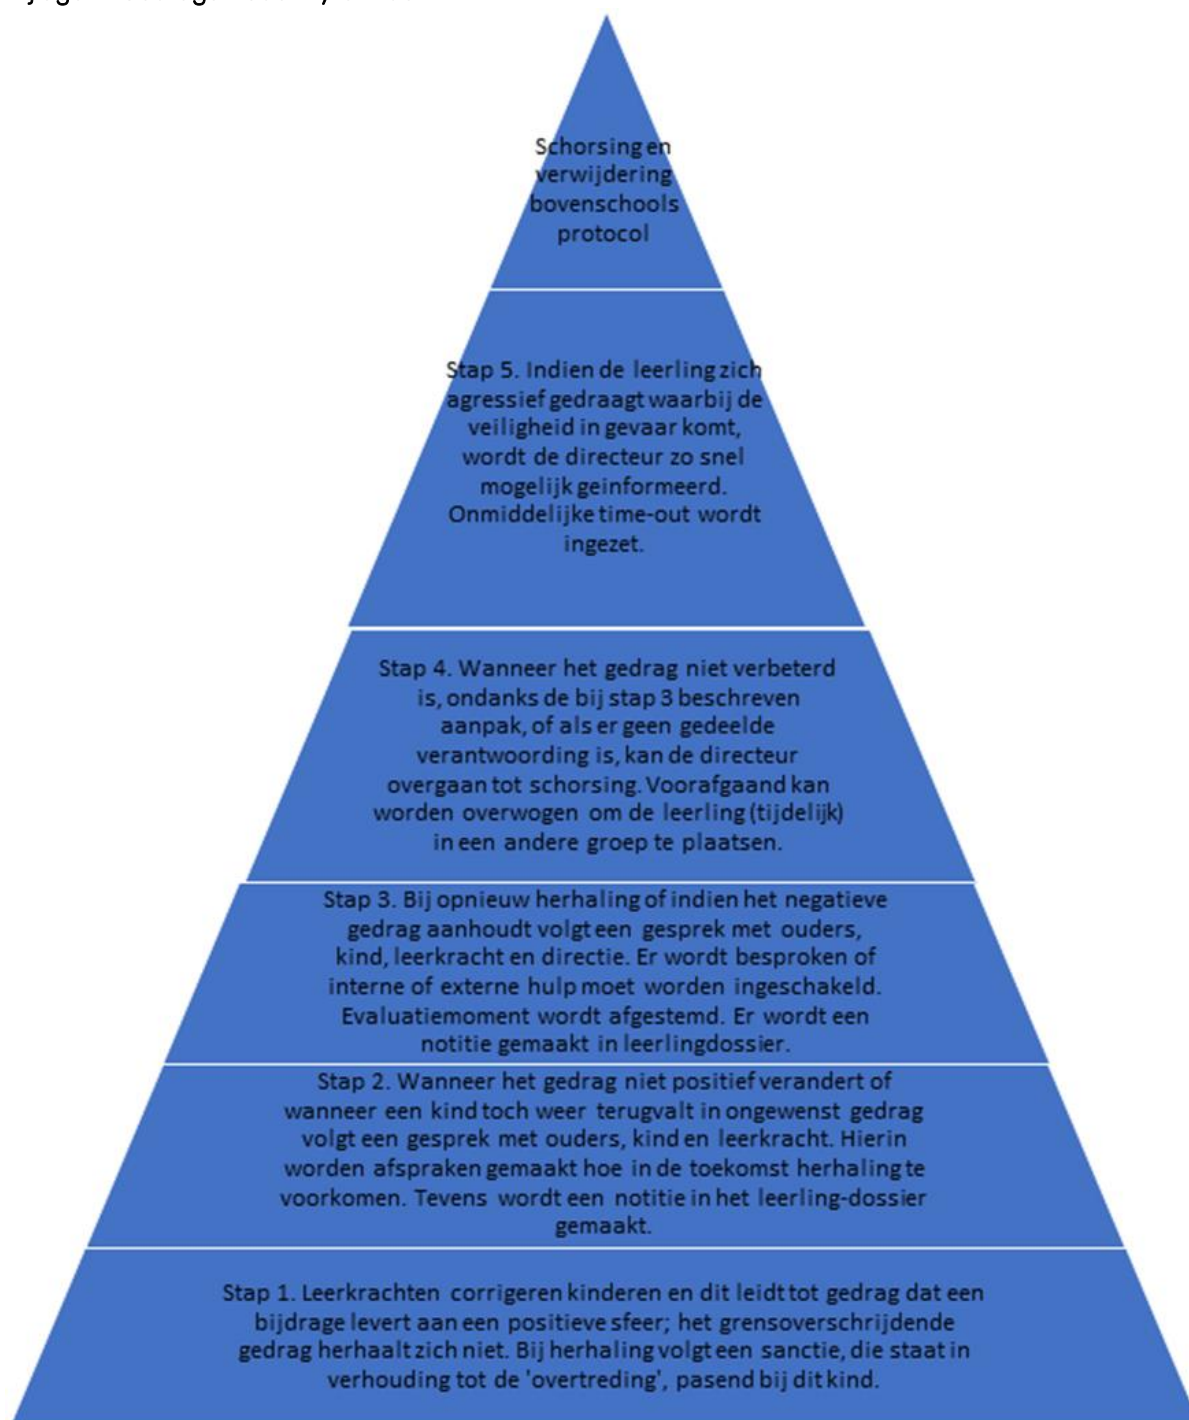 Schorsing en
verwijdering
bovenschools
protocol
Stap 5. Indien de leerling zich
agressief gedraagt waarbij de
veiligheid in gevaar komt,
wordt de directeur zo snel
mogelijk geinformeerd.
Onmiddelijke time-out wordt
ingezet.
Stap 4. Wanneer het gedrag niet verbeterd
is, ondanks de bij stap 3 beschreven
aanpak, of als er geen gedeelde
verantwoording is, kan de directeur
overgaan tot schorsing. Voorafgaand kan
worden overwogen om de leerling (tijdelijk)
in een andere groep te plaatsen.
Stap 3. Bij opnieuw herhaling of indien het negatieve
gedrag aanhoudt volgt een gesprek met ouders,
kind, leerkracht en directie. Er wordt besproken of
interne of externe hulp moet worden ingeschakeld.
Evaluatiemoment wordt afgestemd. Er wordt een
notitie gemaakt in leerlingdossier.
Stap 2. Wanneer het gedrag niet positief verandert of
wanneer een kind toch weer terugvalt in ongewenst gedrag
volgt een gesprek met ouders, kind en leerkracht. Hierin
worden afspraken gemaakt hoe in de toekomst herhaling te
voorkomen. Tevens wordt een notitie in het leerling-dossier
gemaakt.
Stap 1. Leerkrachten corrigeren kinderen en dit leidt tot gedrag dat een
bijdrage levert aan een positieve sfeer; het grensoverschrijdende
gedrag herhaalt zich niet. Bij herhaling volgt een sanctie, die staat in
verhouding tot de 'overtreding', pasend bij dit kind.